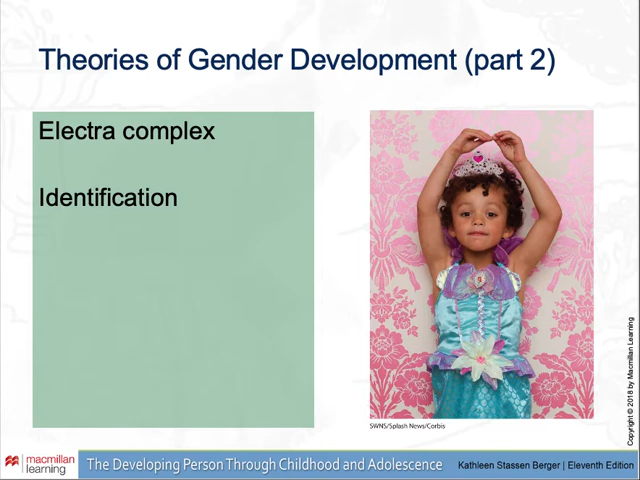 Theories of Gender Development (part 2)
Electra complex
Identification
SWNS/Splash News/Corbis
Copyright © 2018 by Macmillan Learning
macmillan
learning
The Developing Person Through Childhood and Adolescence
Kathleen Stassen Berger | Eleventh Edition